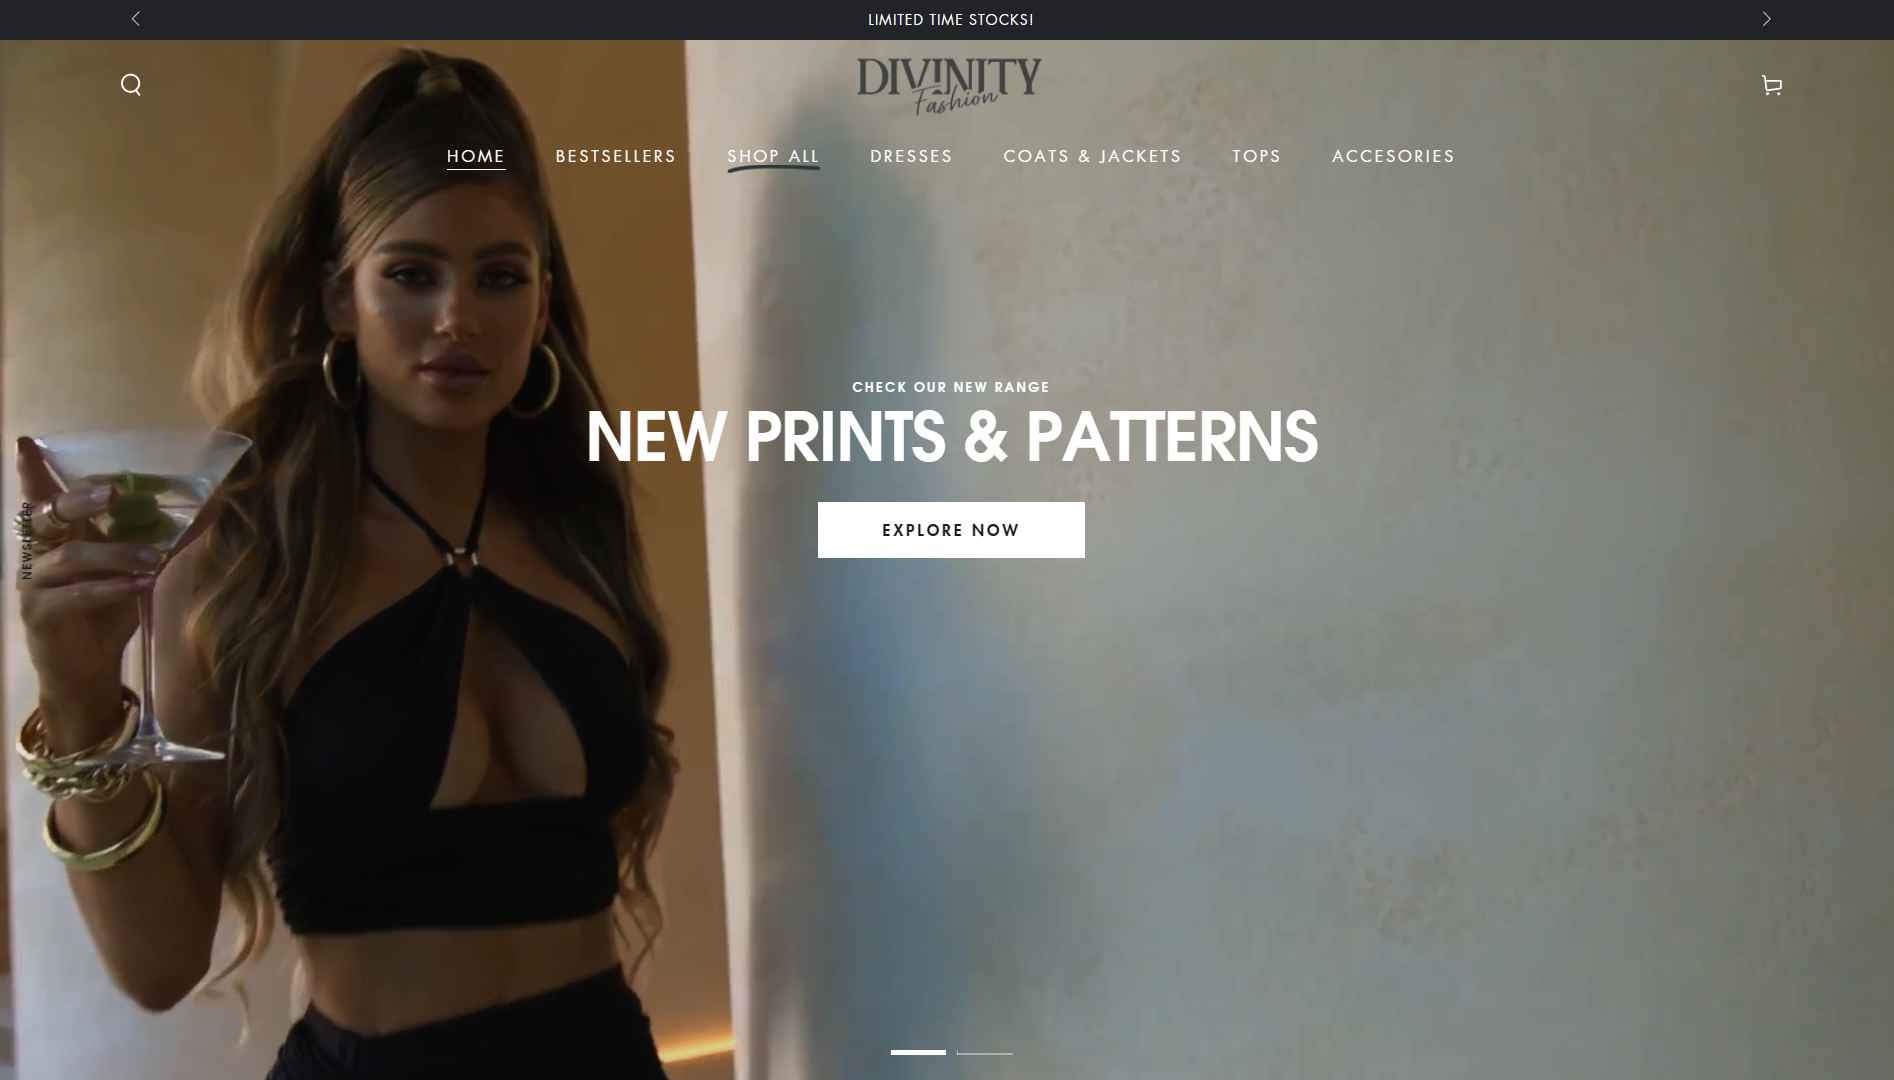 LIMITED TIME STOCKS!
DIVINITY
Fashion
HOME BESTSELLERS SHOP ALL DRESSES COATS & JACKETS TOPS ACCESORIES
CHECK OUR NEW RANGE
NEW PRINTS & PATTERNS
EXPLORE NOW
NEWSLETTER